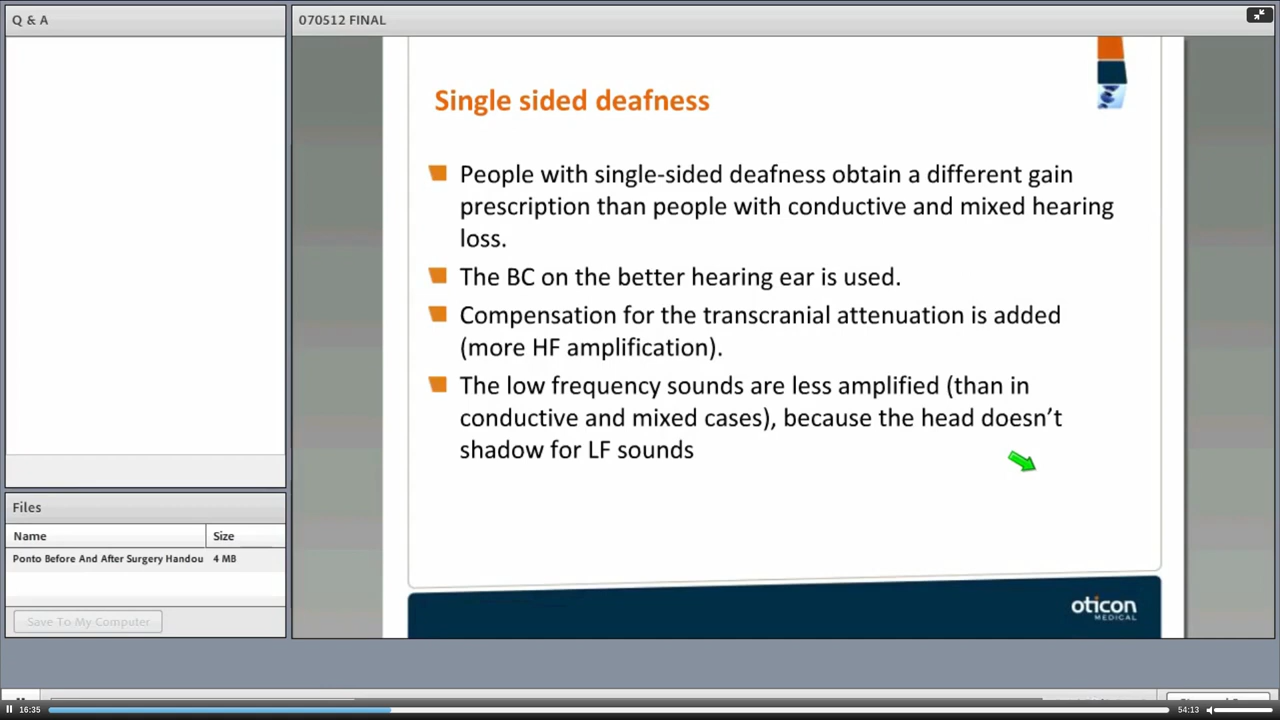 Q & A
070512 FINAL
Single sided deafness
People with single-sided deafness obtain a different gain
prescription than people with conductive and mixed hearing
loss.
The BC on the better hearing ear is used.
Compensation for the transcranial attenuation is added
(more HF amplification).
The low frequency sounds are less amplified (than in
conductive and mixed cases), because the head doesn’t
shadow for LF sounds
Files
Name Size
Ponto Before And After Surgery Handou 4 MB
Save To My Computer
oticon
MEDICAL
16:35
54:13